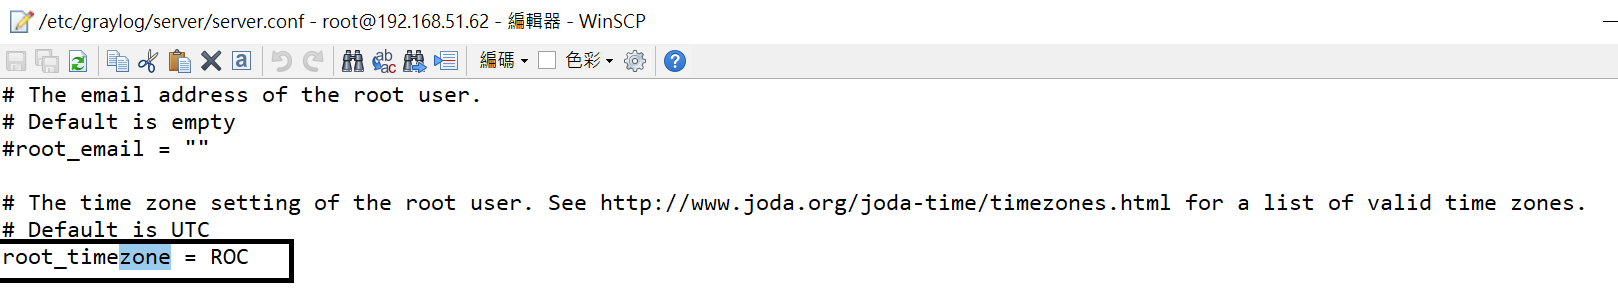 /etc/graylog/server/server.conf - root@192.168.51.62 - 編輯器 - WinSCP
編碼 色彩
# The email address of the root user.
# Default is empty
#root_email = ""
# The time zone setting of the root user. See http://www.joda.org/joda-time/timezones.html for a list of valid time zones.
# Default is UTC
root_timezone = ROC